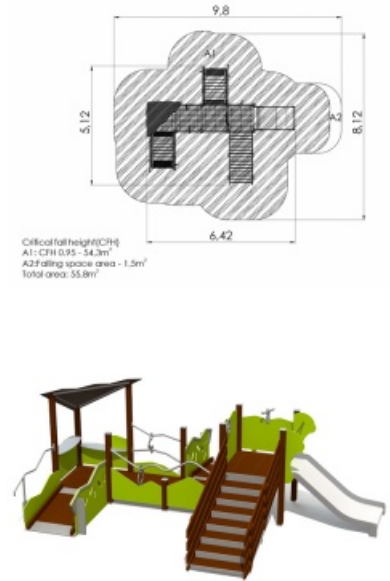 9,8
A1
5,12
A2
8,12
6,42
Critical fall height(CFH)
A1: CFH 0,95 - 54,3m²
A2:Falling space area - 1,5m²
Total area: 55,8m²